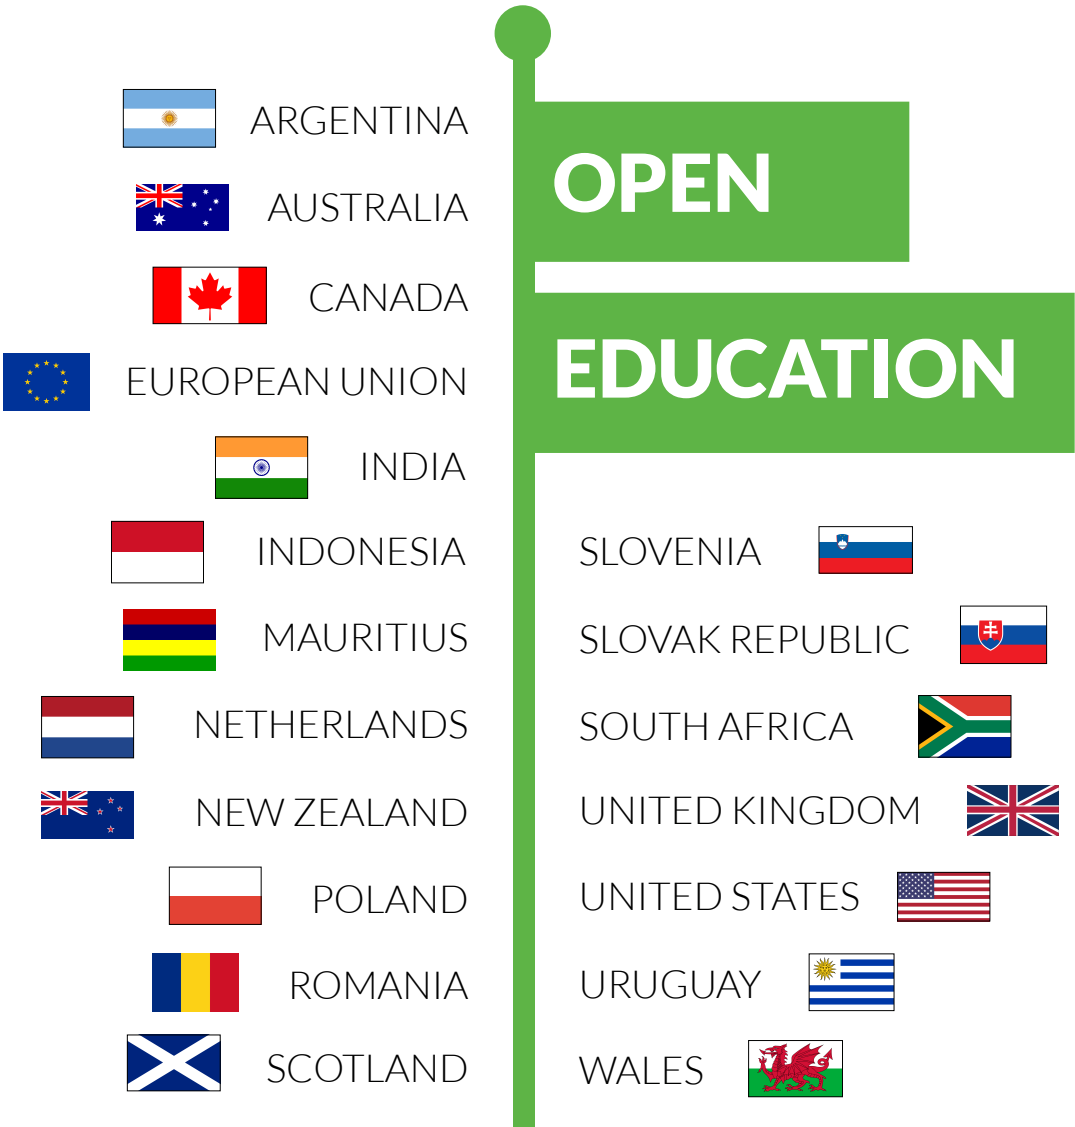 OPEN
EDUCATION
ARGENTINA
AUSTRALIA
CANADA
EUROPEAN UNION
INDIA
INDONESIA
MAURITIUS
NETHERLANDS
NEW ZEALAND
POLAND
ROMANIA
SCOTLAND
SLOVENIA
SLOVAK REPUBLIC
SOUTH AFRICA
UNITED KINGDOM
UNITED STATES
URUGUAY
WALES